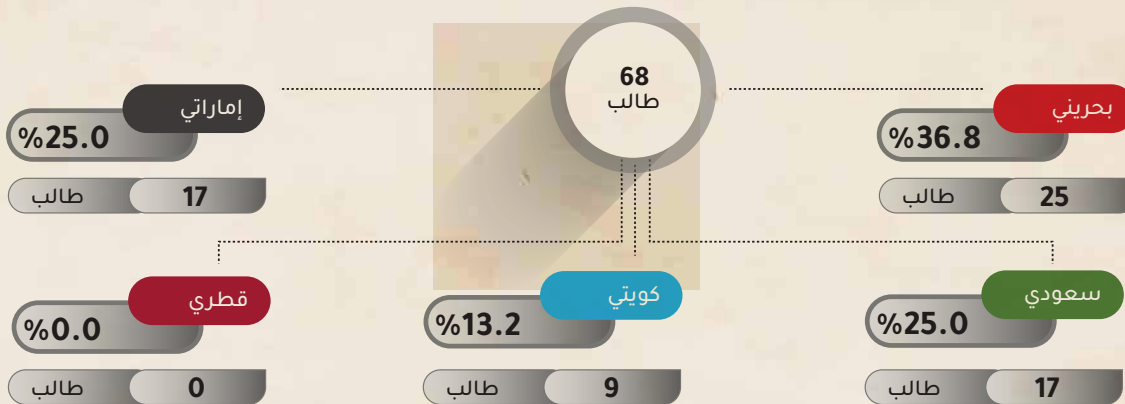 68
طالب
بحريني
%36.8
25 طالب
إماراتي
%25.0
17 طالب
سعودي
%25.0
17 طالب
كويتي
%13.2
9 طالب
قطري
%0.0
0 طالب